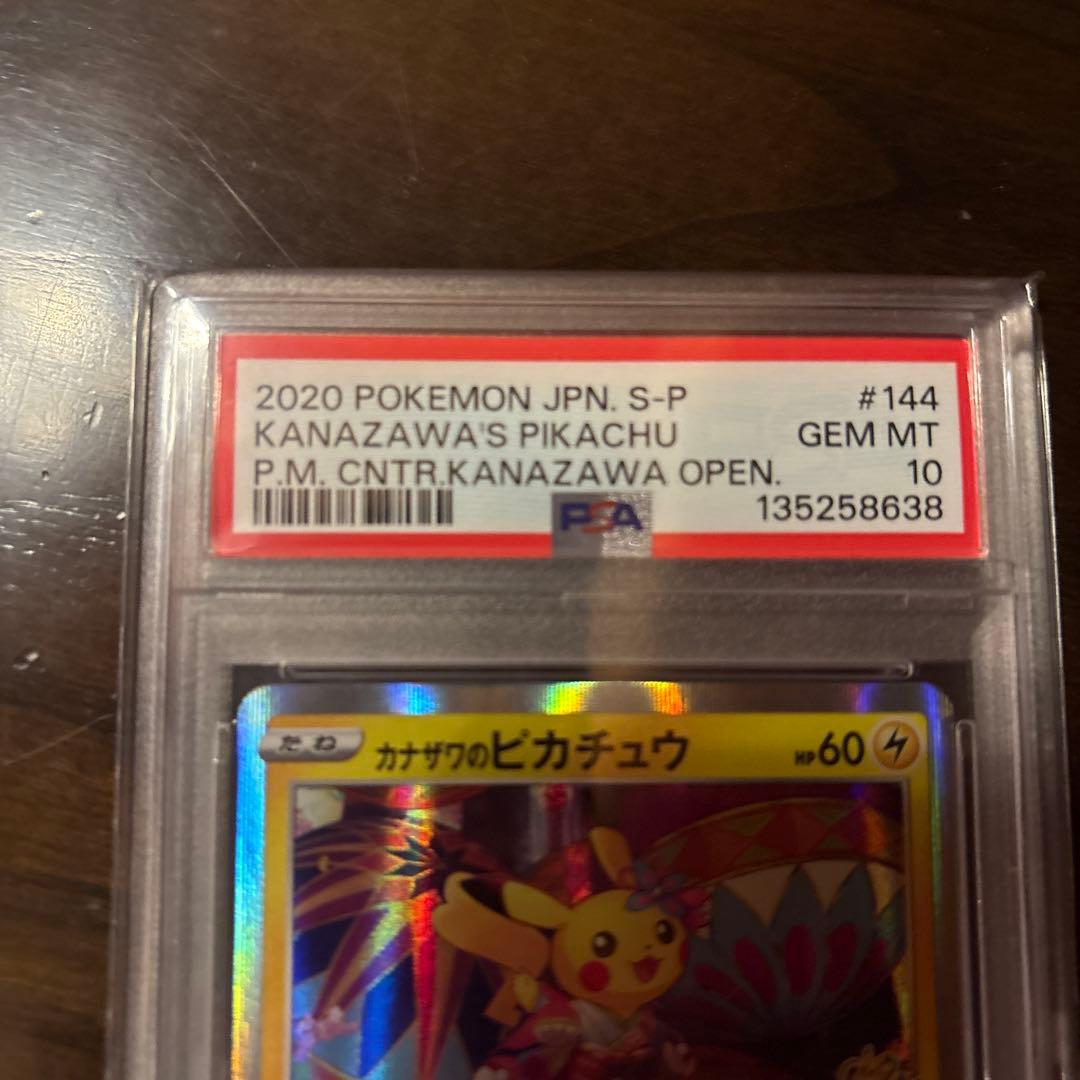 2020 POKEMON JPN. S-P #144
KANAZAWA'S PIKACHU GEM MT
P.M. CNTR.KANAZAWA OPEN. 10
PSA 135258638
たね カナザワのピカチュウ HP60